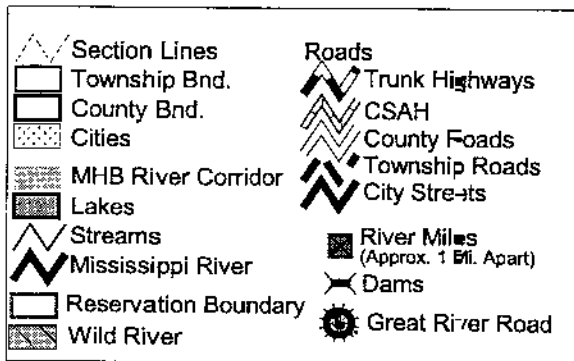 Section Lines
Township Bnd.
County Bnd.
Cities
MHB River Corridor
Lakes
Streams
Mississippi River
Reservation Boundary
Wild River
Roads
Trunk Highways
CSAH
County Roads
Township Roads
City Streets
River Miles
(Approx. 1 Mi. Apart)
Dams
Great River Road